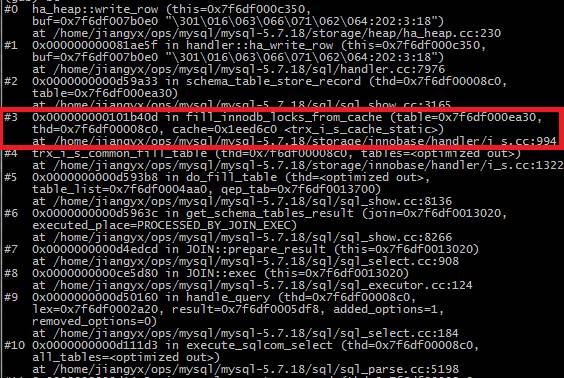 #0 ha_heap::write_row (this=0x7f6df000c350,
buf=0x7f6df007b0e0 "\301\016\063\066\071\062\064:202:3:18")
at /home/jiangyx/ops/mysql/mysql-5.7.18/storage/heap/ha_heap.cc:230
#1 0x000000000081ae5f in handler::ha_write_row (this=0x7f6df000c350,
buf=0x7f6df007b0e0 "\301\016\063\066\071\062\064:202:3:18")
at /home/jiangyx/ops/mysql/mysql-5.7.18/sql/handler.cc:7976
#2 0x0000000000d59a33 in schema_table_store_record (thd=0x7f6df00008c0,
table=0x7f6df000ea30)
at /home/jiangyx/ops/mysql/mysql-5.7.18/sql/sql_show.cc:3165
#3 0x000000000101b40d in fill_innodb_locks_from_cache (table=0x7f6df000ea30,
thd=0x7f6df00008c0, cache=0x1eed6c0 <trx_i_s_cache_static>)
at /home/jiangyx/ops/mysql/mysql-5.7.18/storage/innobase/handler/i_s.cc:994
#4 trx_i_s_common_fill_table (thd=0x7f6df00008c0, tables=<optimized out>)
at /home/jiangyx/ops/mysql/mysql-5.7.18/storage/innobase/handler/i_s.cc:1322
#5 0x0000000000d593b8 in do_fill_table (thd=<optimized out>,
table_list=0x7f6df0004aa0, qep_tab=0x7f6df0013700)
at /home/jiangyx/ops/mysql/mysql-5.7.18/sql/sql_show.cc:8136
#6 0x0000000000d5963c in get_schema_tables_result (join=0x7f6df0013020,
executed_place=PROCESSED_BY_JOIN_EXEC)
at /home/jiangyx/ops/mysql/mysql-5.7.18/sql/sql_show.cc:8266
#7 0x0000000000d4edcd in JOIN::prepare_result (this=0x7f6df0013020)
at /home/jiangyx/ops/mysql/mysql-5.7.18/sql/sql_select.cc:908
#8 0x0000000000ce5d80 in JOIN::exec (this=0x7f6df0013020)
at /home/jiangyx/ops/mysql/mysql-5.7.18/sql/sql_executor.cc:124
#9 0x0000000000d50160 in handle_query (thd=0x7f6df00008c0,
lex=0x7f6df0002a20, result=0x7f6df0005df8, added_options=1,
removed_options=0)
at /home/jiangyx/ops/mysql/mysql-5.7.18/sql/sql_select.cc:184
#10 0x0000000000d111d3 in execute_sqlcom_select (thd=0x7f6df00008c0,
all_tables=<optimized out>)
at /home/jiangyx/ops/mysql/mysql-5.7.18/sql/sql_parse.cc:5198